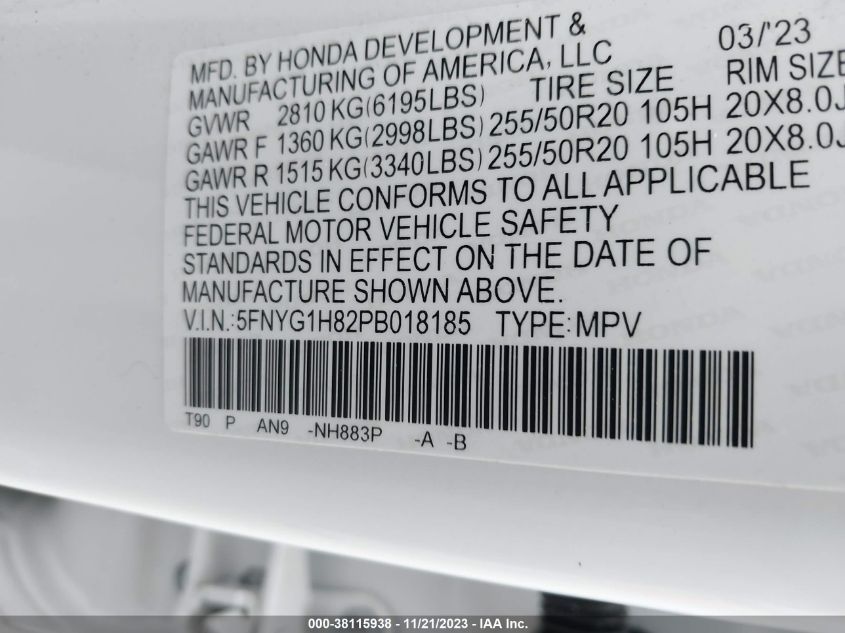 MFD. BY HONDA DEVELOPMENT & 03/'23
MANUFACTURING OF AMERICA, LLC
GVWR 2810 KG(6195LBS) TIRE SIZE RIM SIZE
GAWR F 1360 KG(2998LBS) 255/50R20 105H 20X8.0J
GAWR R 1515 KG(3340LBS) 255/50R20 105H 20X8.0J
THIS VEHICLE CONFORMS TO ALL APPLICABLE
FEDERAL MOTOR VEHICLE SAFETY
STANDARDS IN EFFECT ON THE DATE OF
MANUFACTURE SHOWN ABOVE.
V.I.N.:5FNYG1H82PB018185 TYPE:MPV
T90 P AN9 -NH883P -A -B
000-38115938 - 11/21/2023 - IAA Inc.